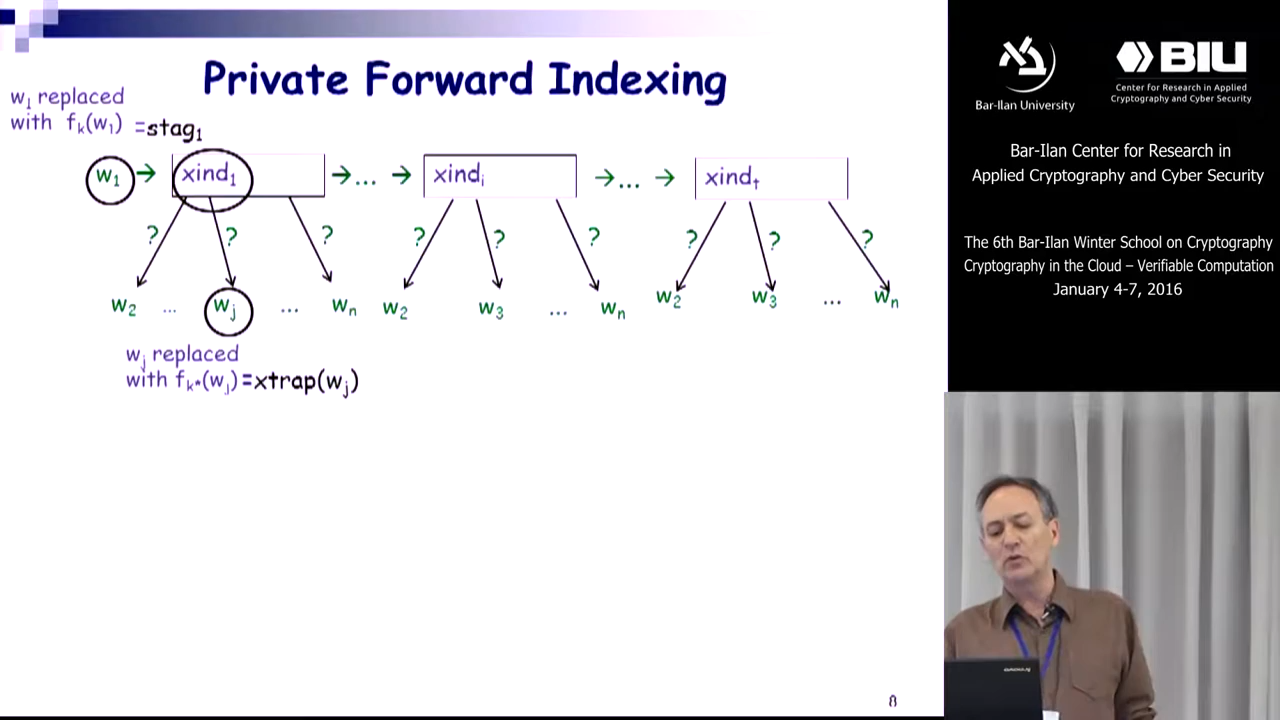 Private Forward Indexing
w₁ replaced
with fₖ(w₁) =stag₁
w₁ → xind₁ →... → xindᵢ →... → xindₜ
? ? ? ? ? ? ? ? ?
w₂ ... wⱼ ... wₙ w₂ w₃ ... wₙ w₂ w₃ ... wₙ
wⱼ replaced
with fₖ*(wⱼ)=xtrap(wⱼ)
8
Bar-Ilan University
BIU
Center for Research in Applied
Cryptography and Cyber Security
Bar-Ilan Center for Research in
Applied Cryptography and Cyber Security
The 6th Bar-Ilan Winter School on Cryptography
Cryptography in the Cloud – Verifiable Computation
January 4-7, 2016